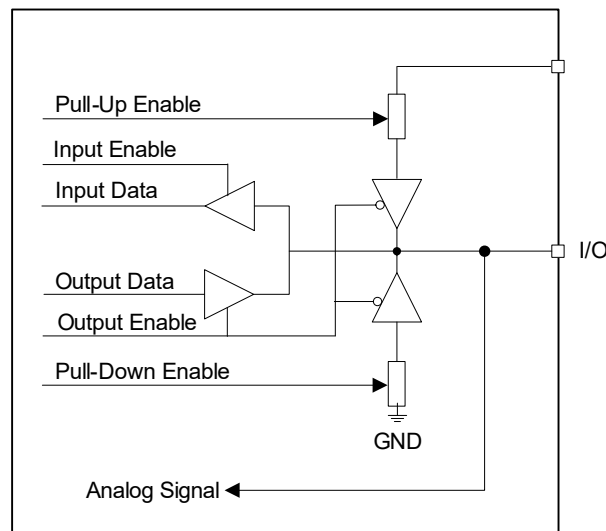 Pull-Up Enable
Input Enable
Input Data
I/O
Output Data
Output Enable
Pull-Down Enable
GND
Analog Signal